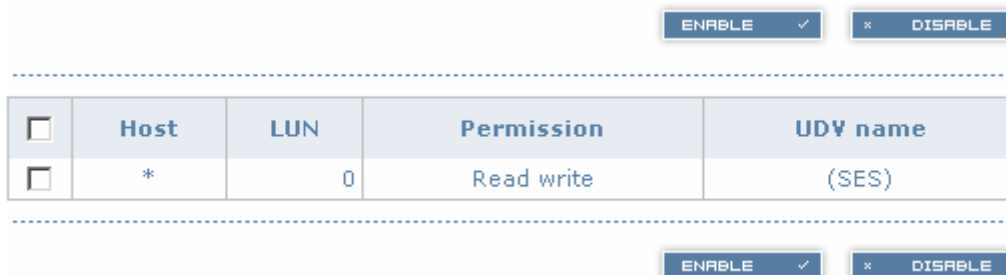 ENABLE ✓ × DISABLE
Host LUN Permission UDV name
* 0 Read write (SES)
ENABLE ✓ × DISABLE